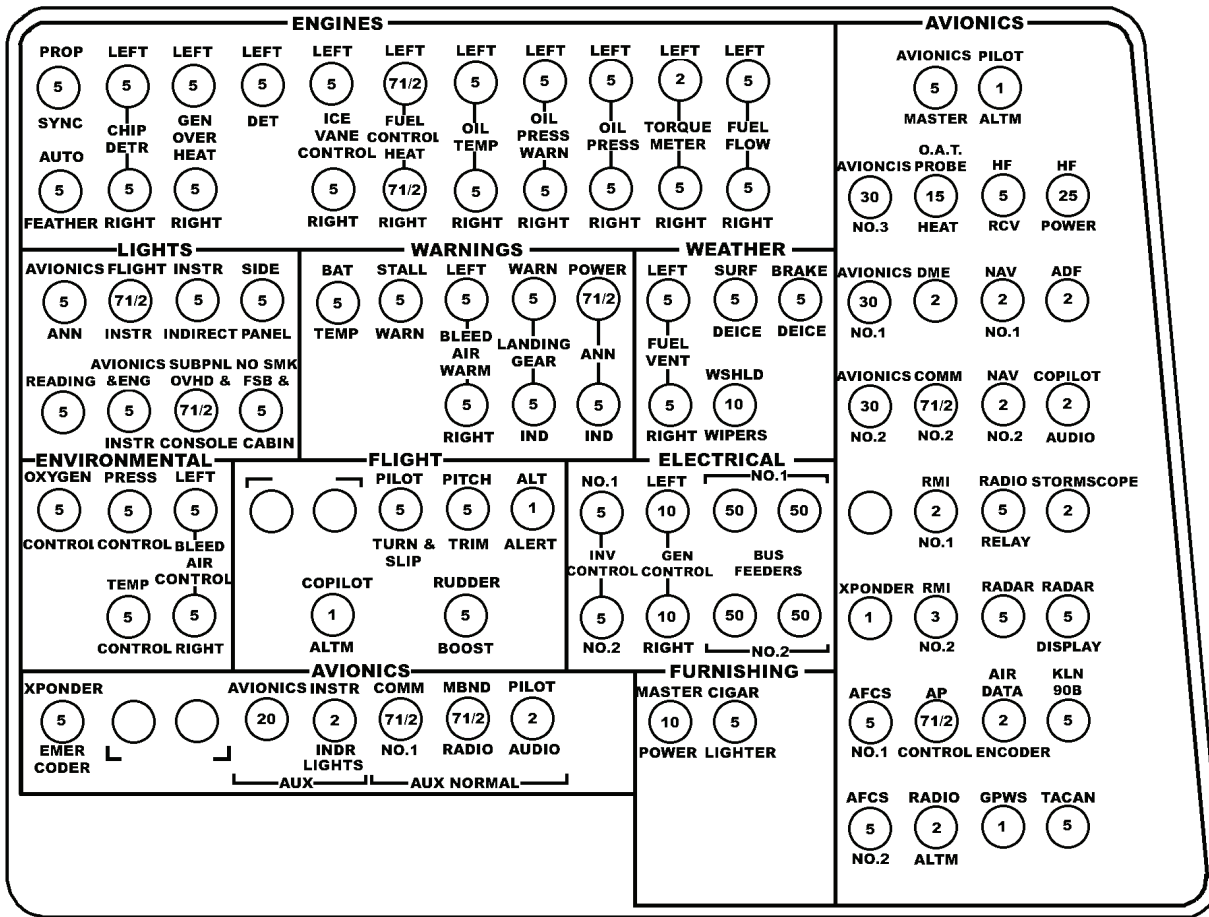 ENGINES
PROP LEFT LEFT LEFT LEFT LEFT LEFT LEFT LEFT LEFT LEFT
5 5 5 5 5 71/2 5 5 5 2 5
SYNC CHIP DETR GEN OVER HEAT DET ICE VANE CONTROL FUEL CONTROL HEAT OIL TEMP OIL PRESS WARN OIL PRESS TORQUE METER FUEL FLOW
AUTO
5 5 5 5 71/2 5 5 5 5 5
FEATHER RIGHT RIGHT RIGHT RIGHT RIGHT RIGHT RIGHT RIGHT RIGHT
LIGHTS
AVIONICS FLIGHT INSTR SIDE
5 71/2 5 5
ANN INSTR INDIRECT PANEL
READING AVIONICS &ENG SUBPNL OVHD & NO SMK FSB &
5 5 71/2 5
INSTR CONSOLE CABIN
WARNINGS
BAT STALL LEFT WARN POWER
5 5 5 5 71/2
TEMP WARN BLEED AIR WARM LANDING GEAR ANN
5 5 5
RIGHT IND IND
WEATHER
LEFT SURF BRAKE
5 5 5
DEICE DEICE
FUEL VENT
WSHLD
5 10
RIGHT WIPERS
ENVIRONMENTAL
OXYGEN PRESS LEFT
5 5 5
CONTROL CONTROL BLEED AIR CONTROL
TEMP
5 5
CONTROL RIGHT
FLIGHT
PILOT PITCH ALT
5 5 1
TURN & SLIP TRIM ALERT
COPILOT RUDDER
1 5
ALTM BOOST
ELECTRICAL
NO.1 LEFT NO.1
5 10 50 50
INV CONTROL GEN CONTROL BUS FEEDERS
5 10 50 50
NO.2 RIGHT NO.2
AVIONICS
XPONDER AVIONICS INSTR COMM MBND PILOT
5 20 2 71/2 71/2 2
EMER CODER INDR LIGHTS NO.1 RADIO AUDIO
AUX AUX NORMAL
FURNISHING
MASTER CIGAR
10 5
POWER LIGHTER
AVIONICS
AVIONICS PILOT
5 1
MASTER ALTM
AVIONCIS O.A.T. PROBE HF HF
30 15 5 25
NO.3 HEAT RCV POWER
AVIONICS DME NAV ADF
30 2 2 2
NO.1 NO.1
AVIONICS COMM NAV COPILOT
30 71/2 2 2
NO.2 NO.2 NO.2 AUDIO
RMI RADIO STORMSCOPE
2 5 2
NO.1 RELAY
XPONDER RMI RADAR RADAR
1 3 5 5
NO.2 DISPLAY
AFCS AP AIR DATA KLN 90B
5 71/2 2 5
NO.1 CONTROL ENCODER
AFCS RADIO GPWS TACAN
5 2 1 5
NO.2 ALTM